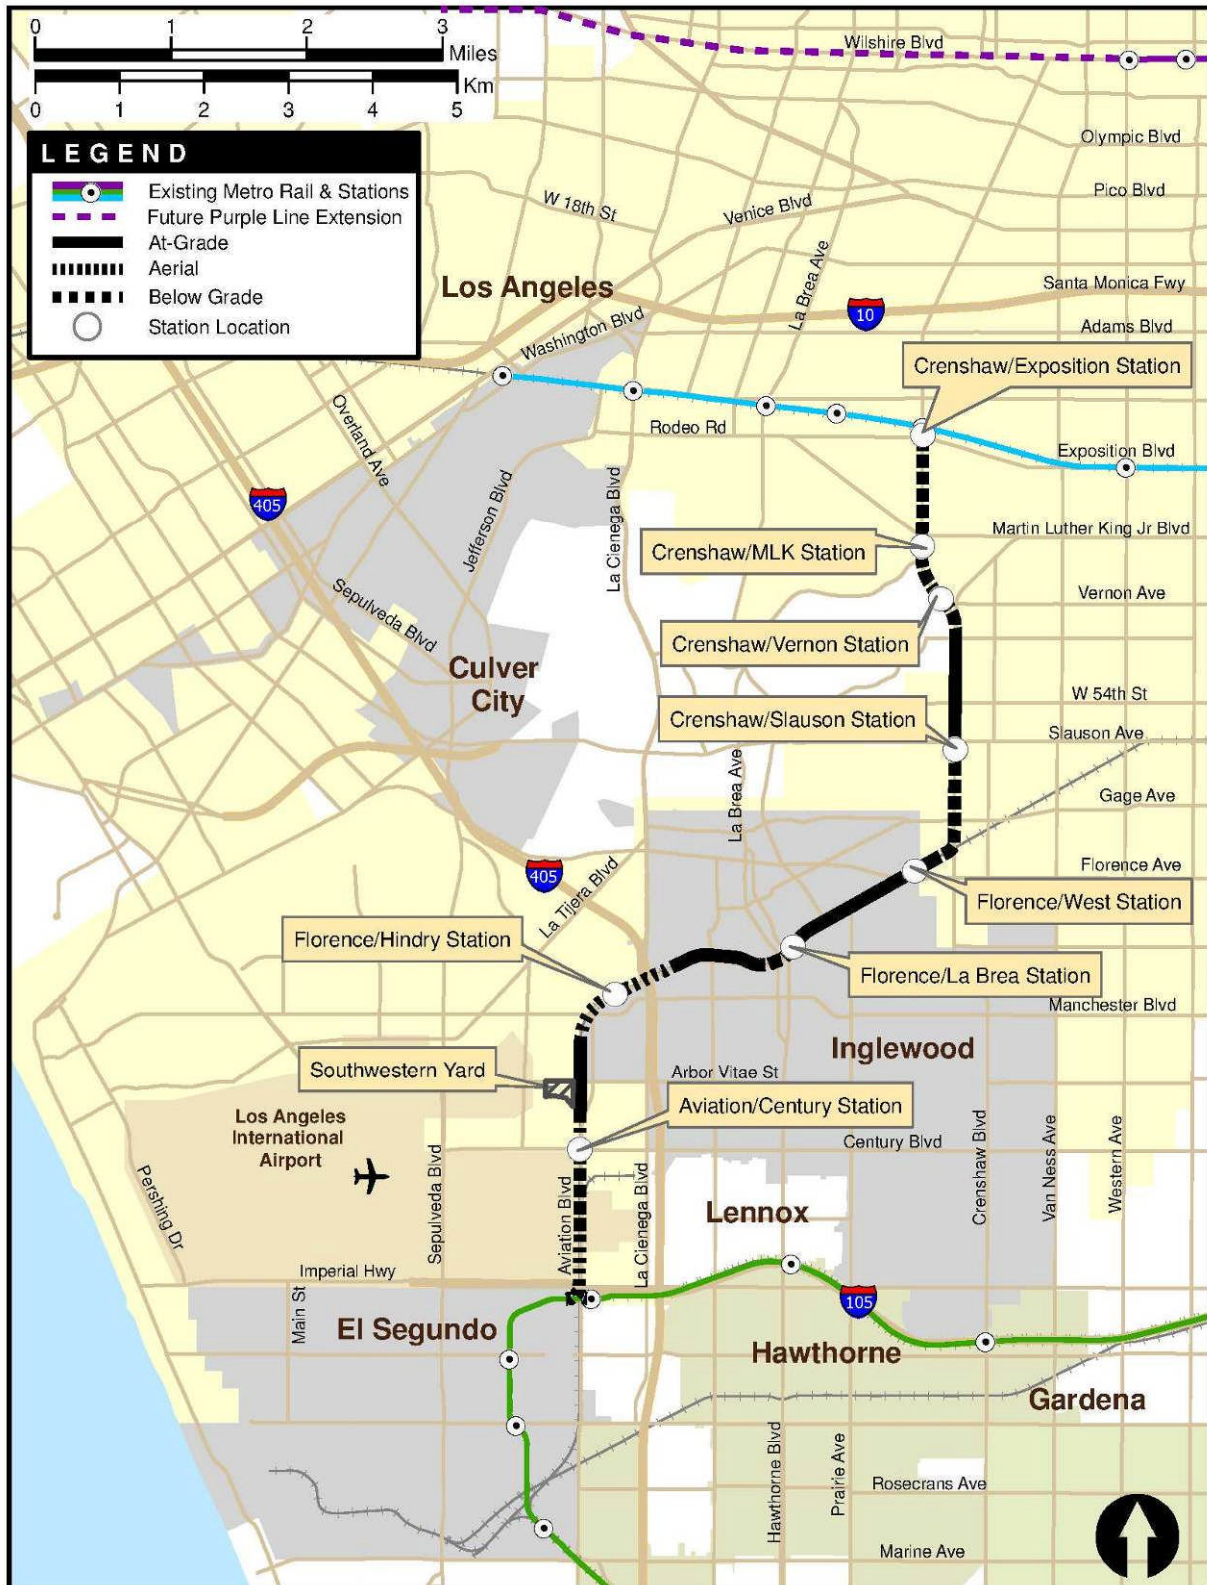 0 1 2 3
Miles
Km
0 1 2 3 4 5
LEGEND
Existing Metro Rail & Stations
Future Purple Line Extension
At-Grade
Aerial
Below Grade
Station Location
Wilshire Blvd
Olympic Blvd
Pico Blvd
W 18th St
Venice Blvd
La Brea Ave
Los Angeles
Santa Monica Fwy
10
Washington Blvd
Adams Blvd
Crenshaw/Exposition Station
Overland Ave
Rodeo Rd
Exposition Blvd
405
Jefferson Blvd
La Cienega Blvd
Martin Luther King Jr Blvd
Crenshaw/MLK Station
Sepulveda Blvd
Vernon Ave
Crenshaw/Vernon Station
Culver
City
W 54th St
Crenshaw/Slauson Station
Slauson Ave
La Brea Ave
Gage Ave
405
La Tijera Blvd
Florence Ave
Florence/West Station
Florence/Hindry Station
Florence/La Brea Station
Manchester Blvd
Inglewood
Southwestern Yard
Arbor Vitae St
Aviation/Century Station
Los Angeles
International
Airport
Century Blvd
Pershing Dr
Sepulveda Blvd
Aviation Blvd
La Cienega Blvd
Crenshaw Blvd
Van Ness Ave
Western Ave
Lennox
Imperial Hwy
Main St
El Segundo
105
Hawthorne
Gardena
Hawthorne Blvd
Prairie Ave
Rosecrans Ave
Marine Ave